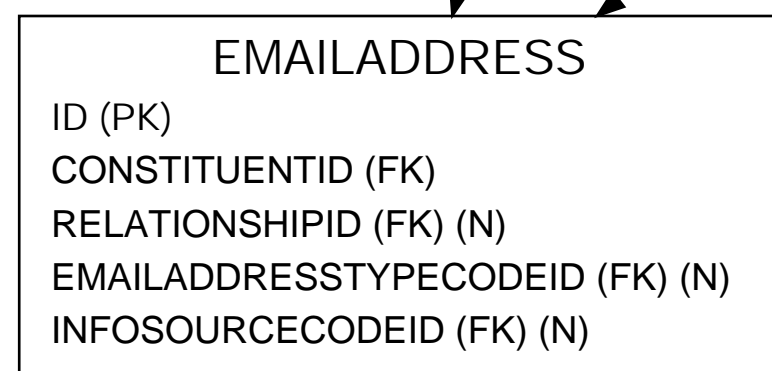 EMAILADDRESS
ID (PK)
CONSTITUENTID (FK)
RELATIONSHIPID (FK) (N)
EMAILADDRESSTYPECODEID (FK) (N)
INFOSOURCECODEID (FK) (N)